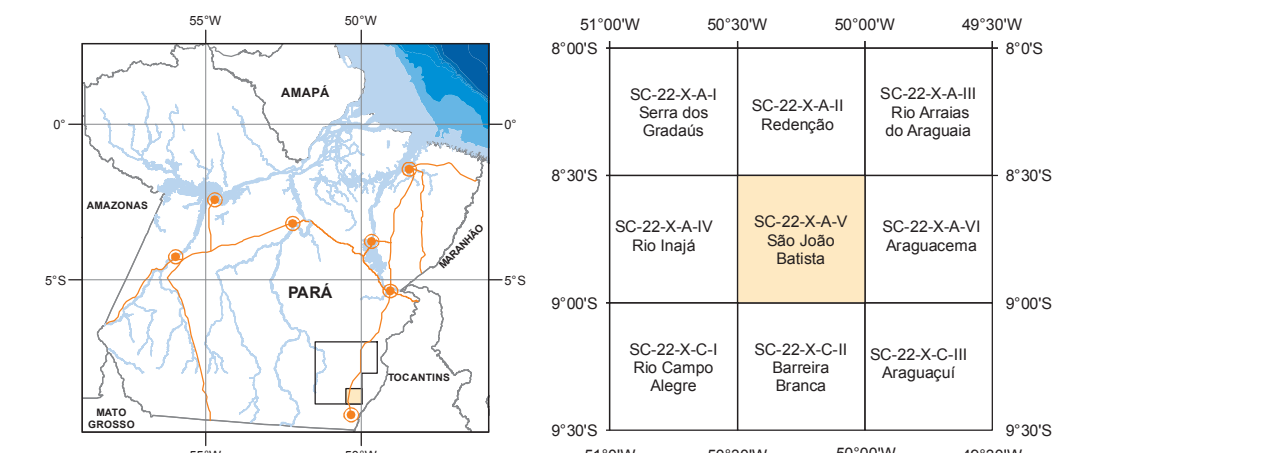 55°W
50°W
AMAPÁ
0°
0°
AMAZONAS
MARANHÃO
5°S
5°S
PARÁ
TOCANTINS
MATO
GROSSO
51°00'W
50°30'W
50°00'W
49°30'W
8°00'S
8°0'S
SC-22-X-A-I
Serra dos
Gradaús
SC-22-X-A-II
Redenção
SC-22-X-A-III
Rio Arraias
do Araguaia
8°30'S
8°30'S
SC-22-X-A-IV
Rio Inajá
SC-22-X-A-V
São João
Batista
SC-22-X-A-VI
Araguacema
9°00'S
9°00'S
SC-22-X-C-I
Rio Campo
Alegre
SC-22-X-C-II
Barreira
Branca
SC-22-X-C-III
Araguaçuí
9°30'S
9°30'S
50°00'W